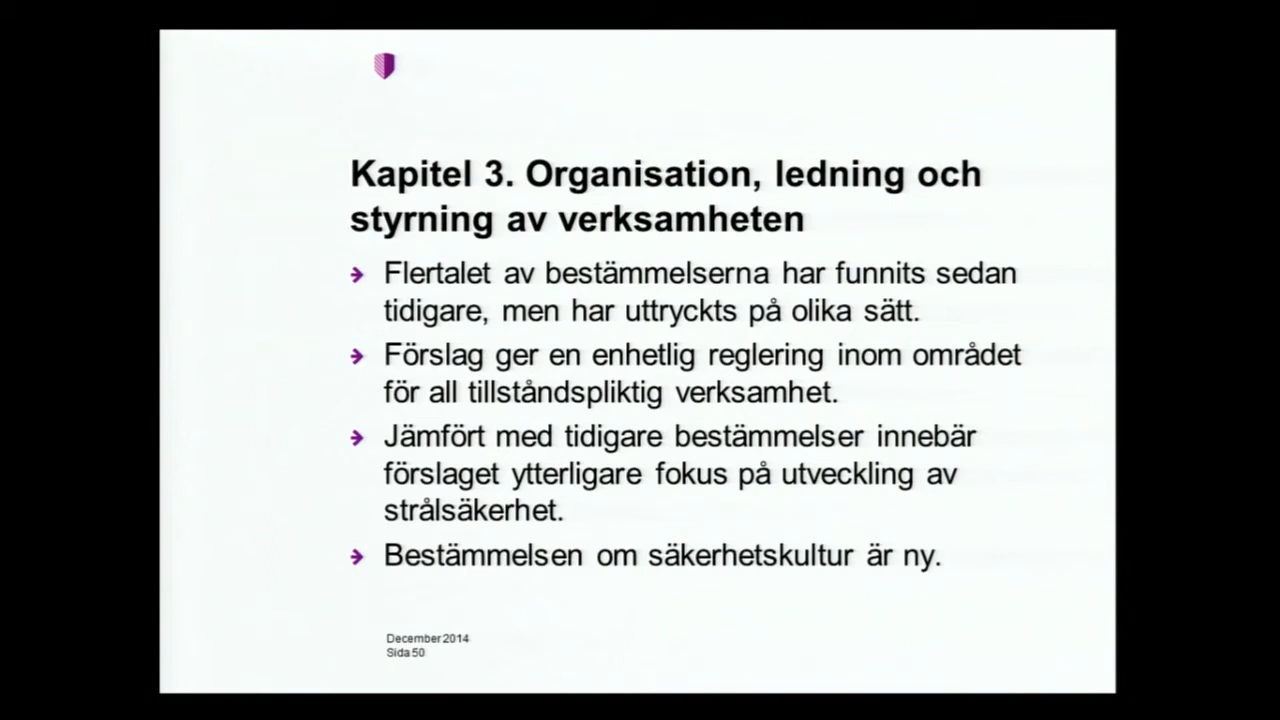 Kapitel 3. Organisation, ledning och
styrning av verksamheten
Flertalet av bestämmelserna har funnits sedan
tidigare, men har uttryckts på olika sätt.
Förslag ger en enhetlig reglering inom området
för all tillståndspliktig verksamhet.
Jämfört med tidigare bestämmelser innebär
förslaget ytterligare fokus på utveckling av
strålsäkerhet.
Bestämmelsen om säkerhetskultur är ny.
December 2014
Sida 50